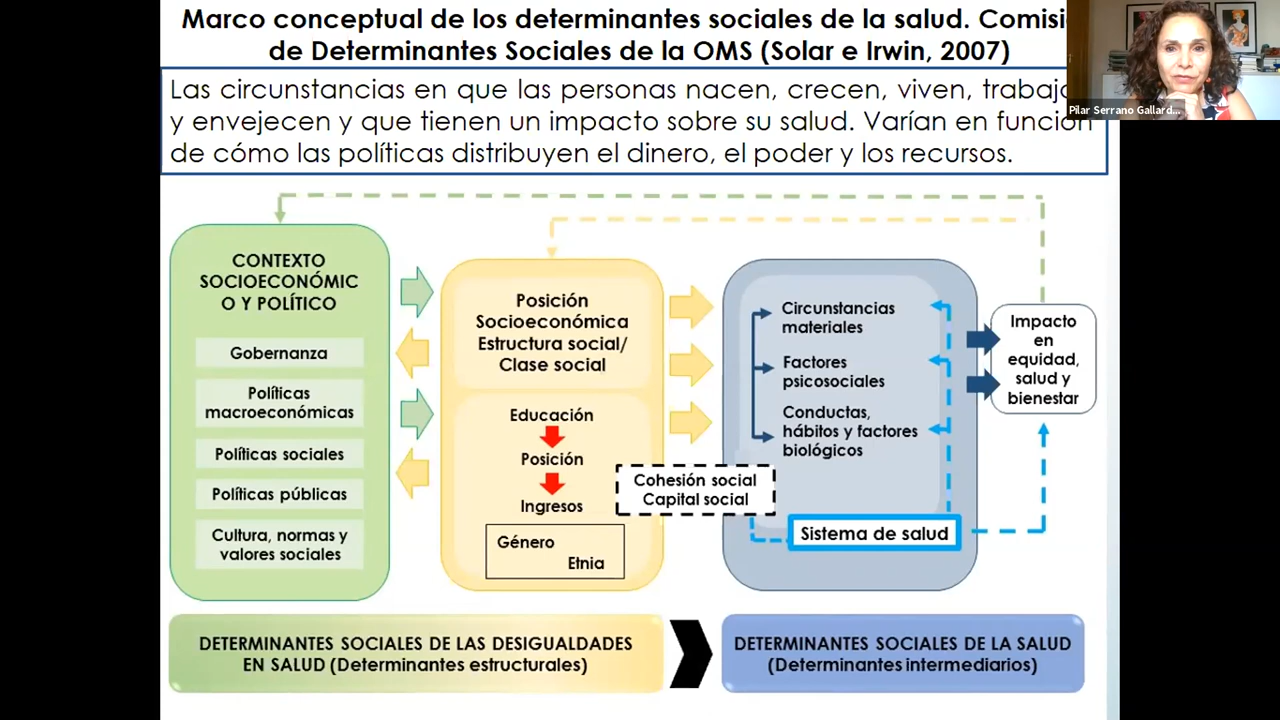 Marco conceptual de los determinantes sociales de la salud.
de Determinantes Sociales de la OMS (Solar e Irwin, 2007)
Las circunstancias en que las personas nacen, crecen, viven,
y envejecen y que tienen un impacto sobre su salud. Varían en función
de cómo las políticas distribuyen el dinero, el poder y los recursos.
Pilar Serrano Gallard...
CONTEXTO
SOCIOECONÓMIC
O Y POLÍTICO
Gobernanza
Políticas
macroeconómicas
Políticas sociales
Políticas públicas
Cultura, normas y
valores sociales
Posición
Socioeconómica
Estructura social/
Clase social
Educación
Posición
Ingresos
Género
Etnia
Cohesión social
Capital social
Circunstancias
materiales
Factores
psicosociales
Conductas,
hábitos y factores
biológicos
Sistema de salud
Impacto
en
equidad,
salud y
bienestar
DETERMINANTES SOCIALES DE LAS DESIGUALDADES
EN SALUD (Determinantes estructurales)
DETERMINANTES SOCIALES DE LA SALUD
(Determinantes intermediarios)